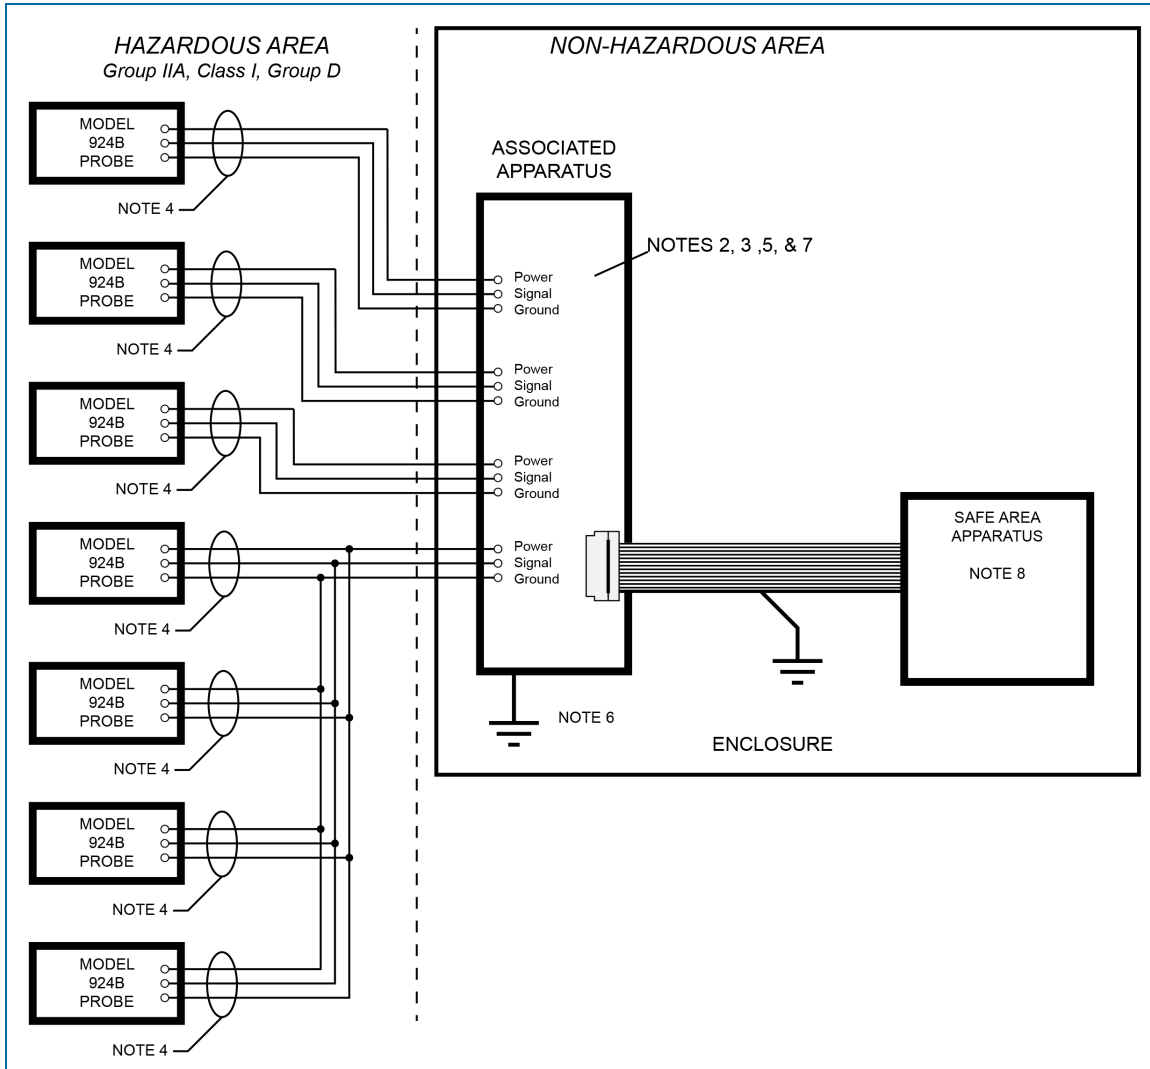 HAZARDOUS AREA
Group IIA, Class I, Group D
NON-HAZARDOUS AREA
MODEL
924B
PROBE
NOTE 4
MODEL
924B
PROBE
NOTE 4
MODEL
924B
PROBE
NOTE 4
MODEL
924B
PROBE
NOTE 4
MODEL
924B
PROBE
NOTE 4
MODEL
924B
PROBE
NOTE 4
MODEL
924B
PROBE
NOTE 4
ASSOCIATED
APPARATUS
NOTES 2, 3 ,5, & 7
Power
Signal
Ground
Power
Signal
Ground
Power
Signal
Ground
Power
Signal
Ground
NOTE 6
SAFE AREA
APPARATUS
NOTE 8
ENCLOSURE